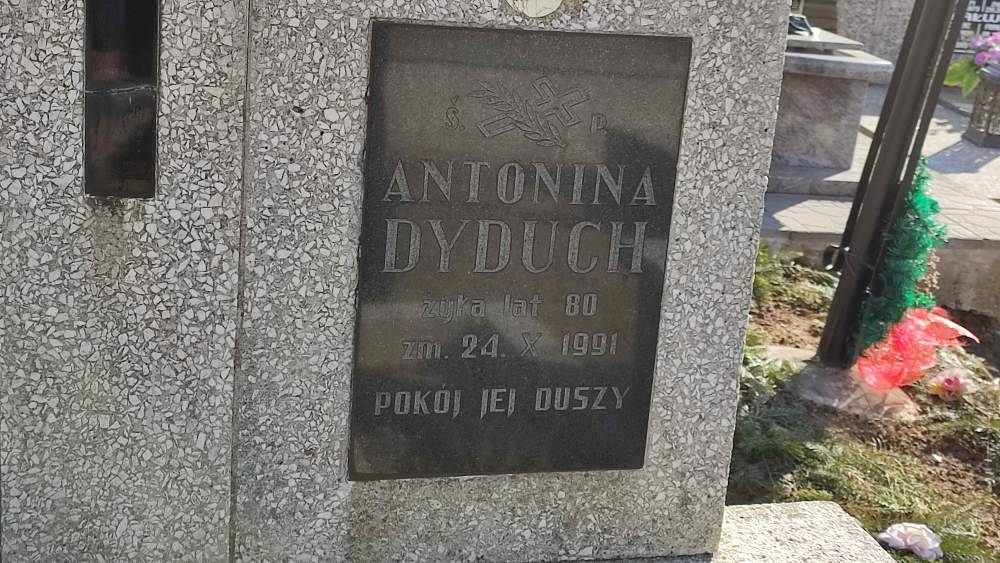 Ś. P.
ANTONINA
DYDUCH
żyła lat 80
zm. 24. X 1991
POKÓJ JEJ DUSZY